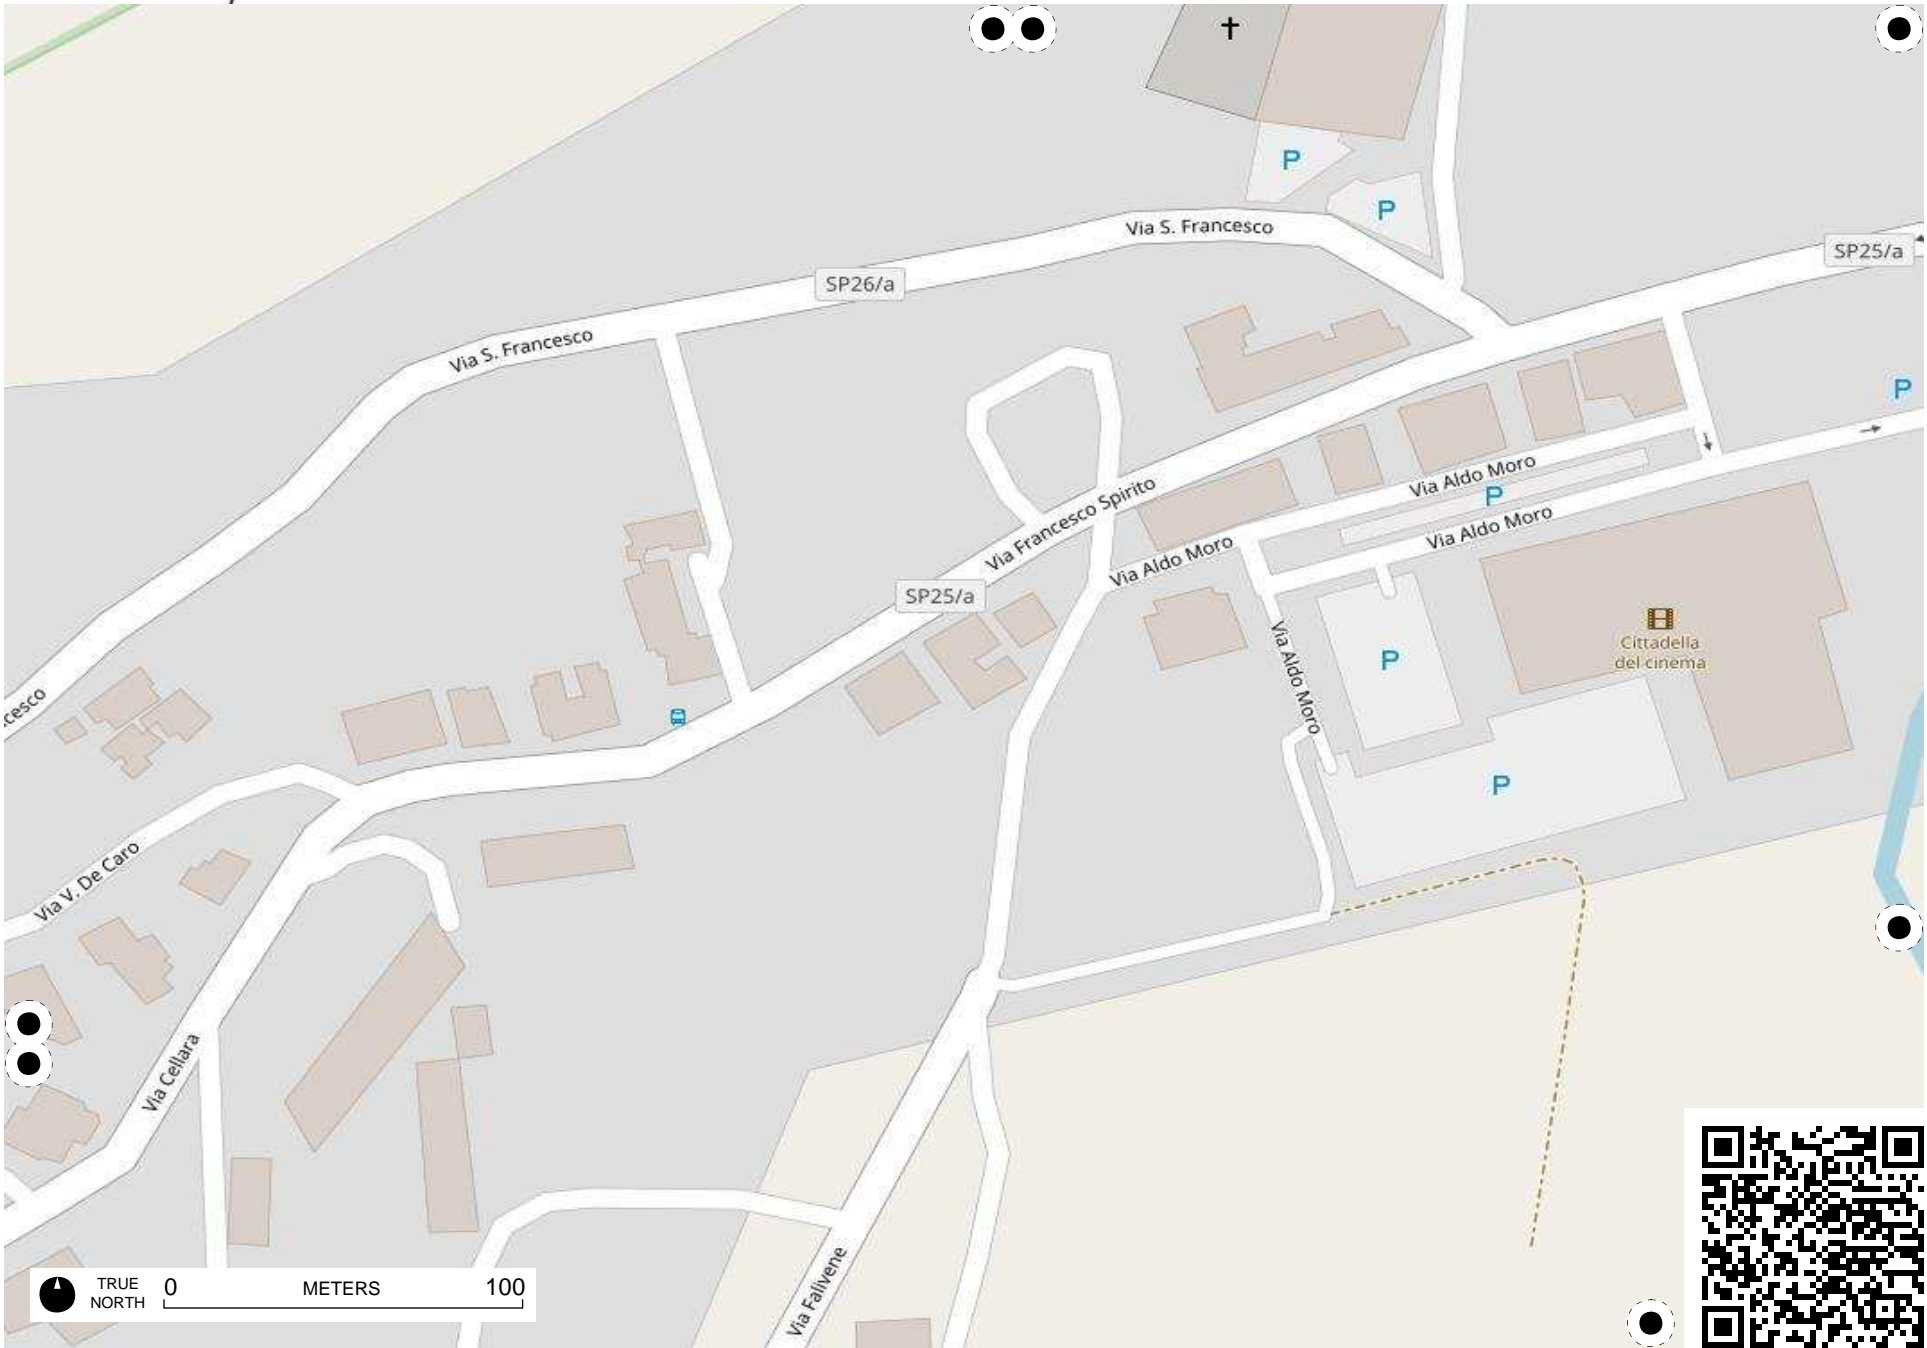 P
P
Via S. Francesco
SP25/a
SP26/a
Via S. Francesco
P
Via Aldo Moro
P
Via Francesco Spirito
Via Aldo Moro
Via Aldo Moro
SP25/a
Via Aldo Moro
Cittadella
del cinema
P
cesco
P
Via V. De Caro
Via Cellara
Via Falivene
TRUE
NORTH
0 METERS 100